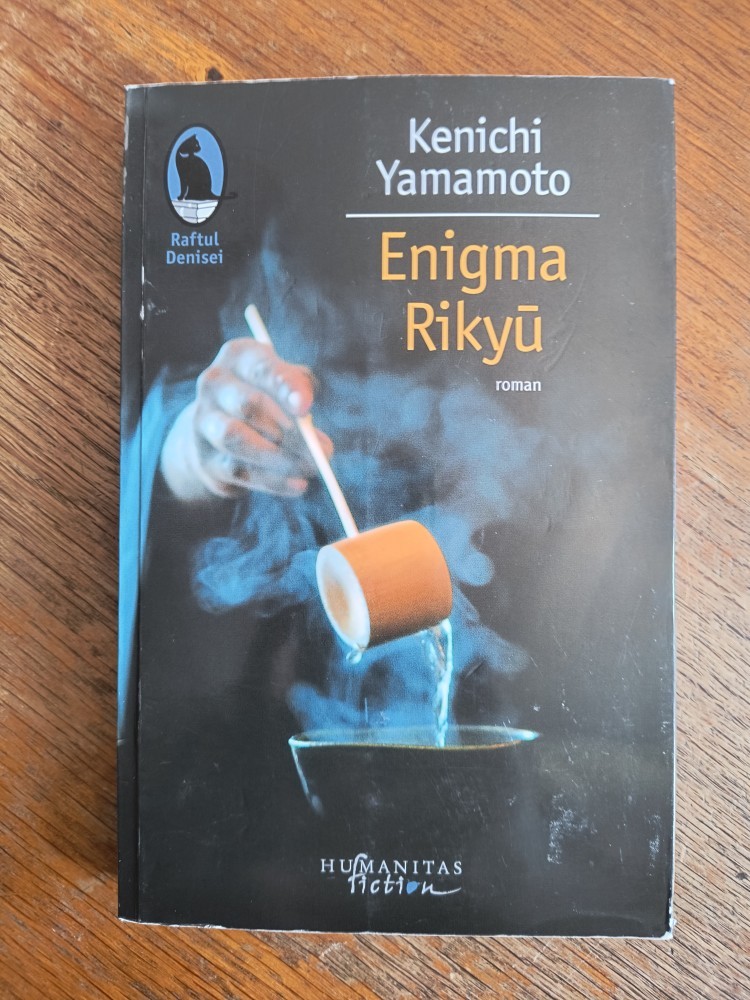 Kenichi
Yamamoto
Raftul
Denisei
Enigma
Rikyū
roman
HUMANITAS
fiction